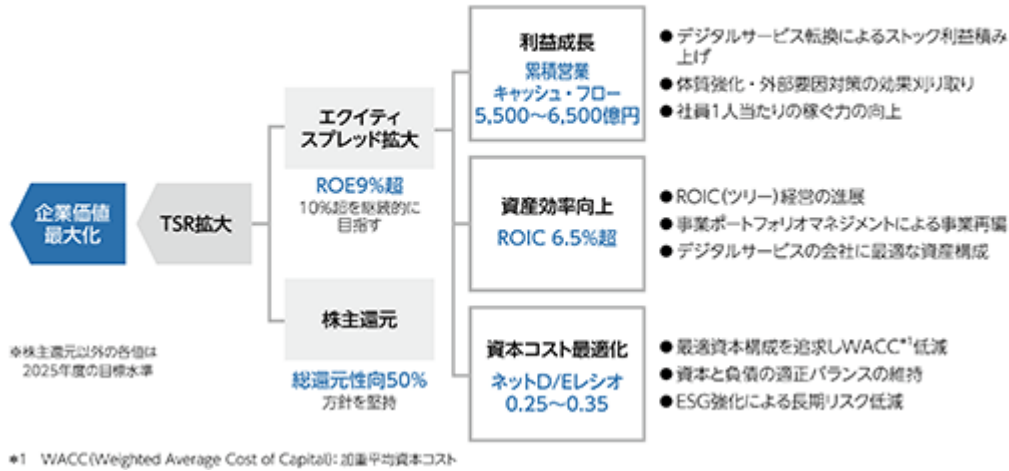 企業価値
最大化
TSR拡大
エクイティ
スプレッド拡大
ROE9%超
10%超を継続的に
目指す
株主還元
総還元性向50%
方針を堅持
利益成長
累積営業
キャッシュ・フロー
5,500〜6,500億円
●デジタルサービス転換によるストック利益積み
上げ
●体質強化・外部要因対策の効果刈り取り
●社員1人当たりの稼ぐ力の向上
資産効率向上
ROIC 6.5%超
●ROIC(ツリー)経営の進展
●事業ポートフォリオマネジメントによる事業再編
●デジタルサービスの会社に最適な資産構成
資本コスト最適化
ネットD/Eレシオ
0.25〜0.35
●最適資本構成を追求しWACC*1低減
●資本と負債の適正バランスの維持
●ESG強化による長期リスク低減
※株主還元以外の各値は
2025年度の目標水準
*1 WACC(Weighted Average Cost of Capital):加重平均資本コスト